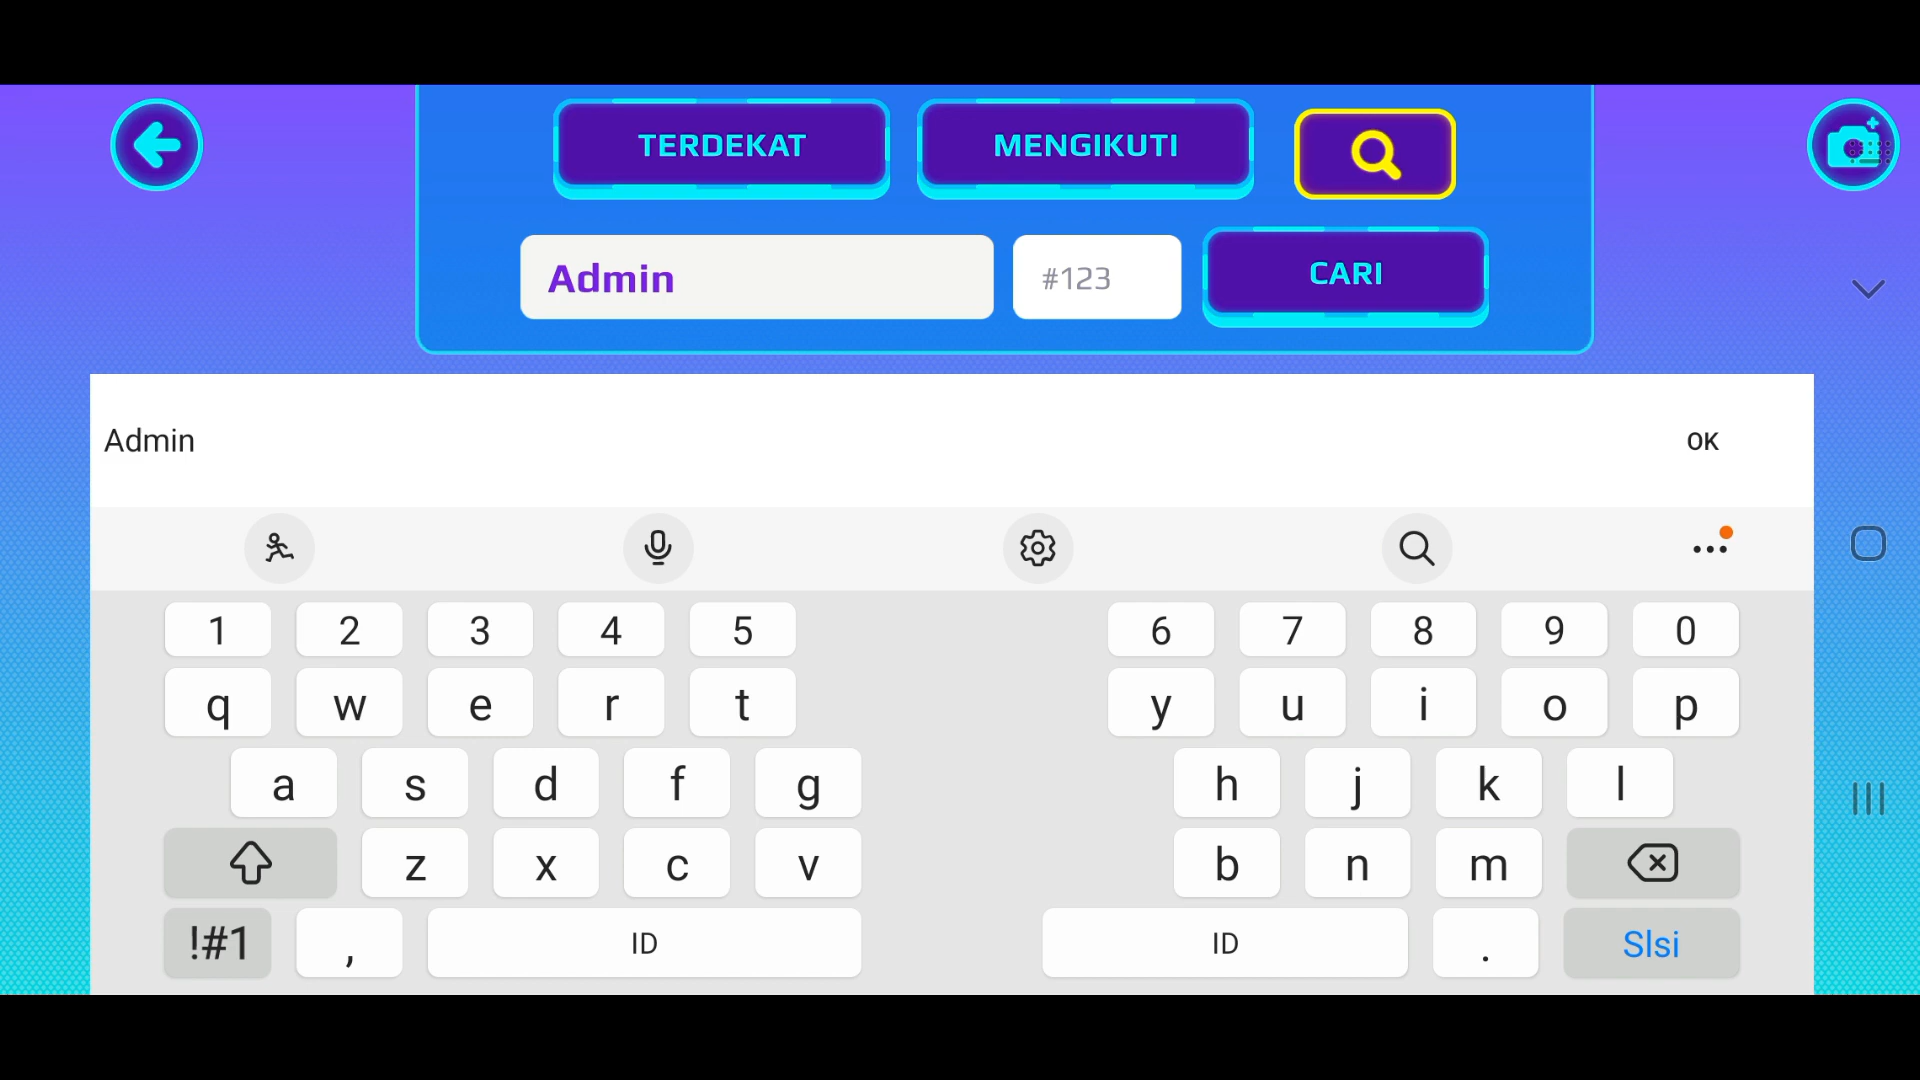 TERDEKAT MENGIKUTI
Admin #123 CARI
Admin OK
1 2 3 4 5 6 7 8 9 0
q w e r t y u i o p
a s d f g h j k l
z x c v b n m
!#1 , ID ID . Slsi